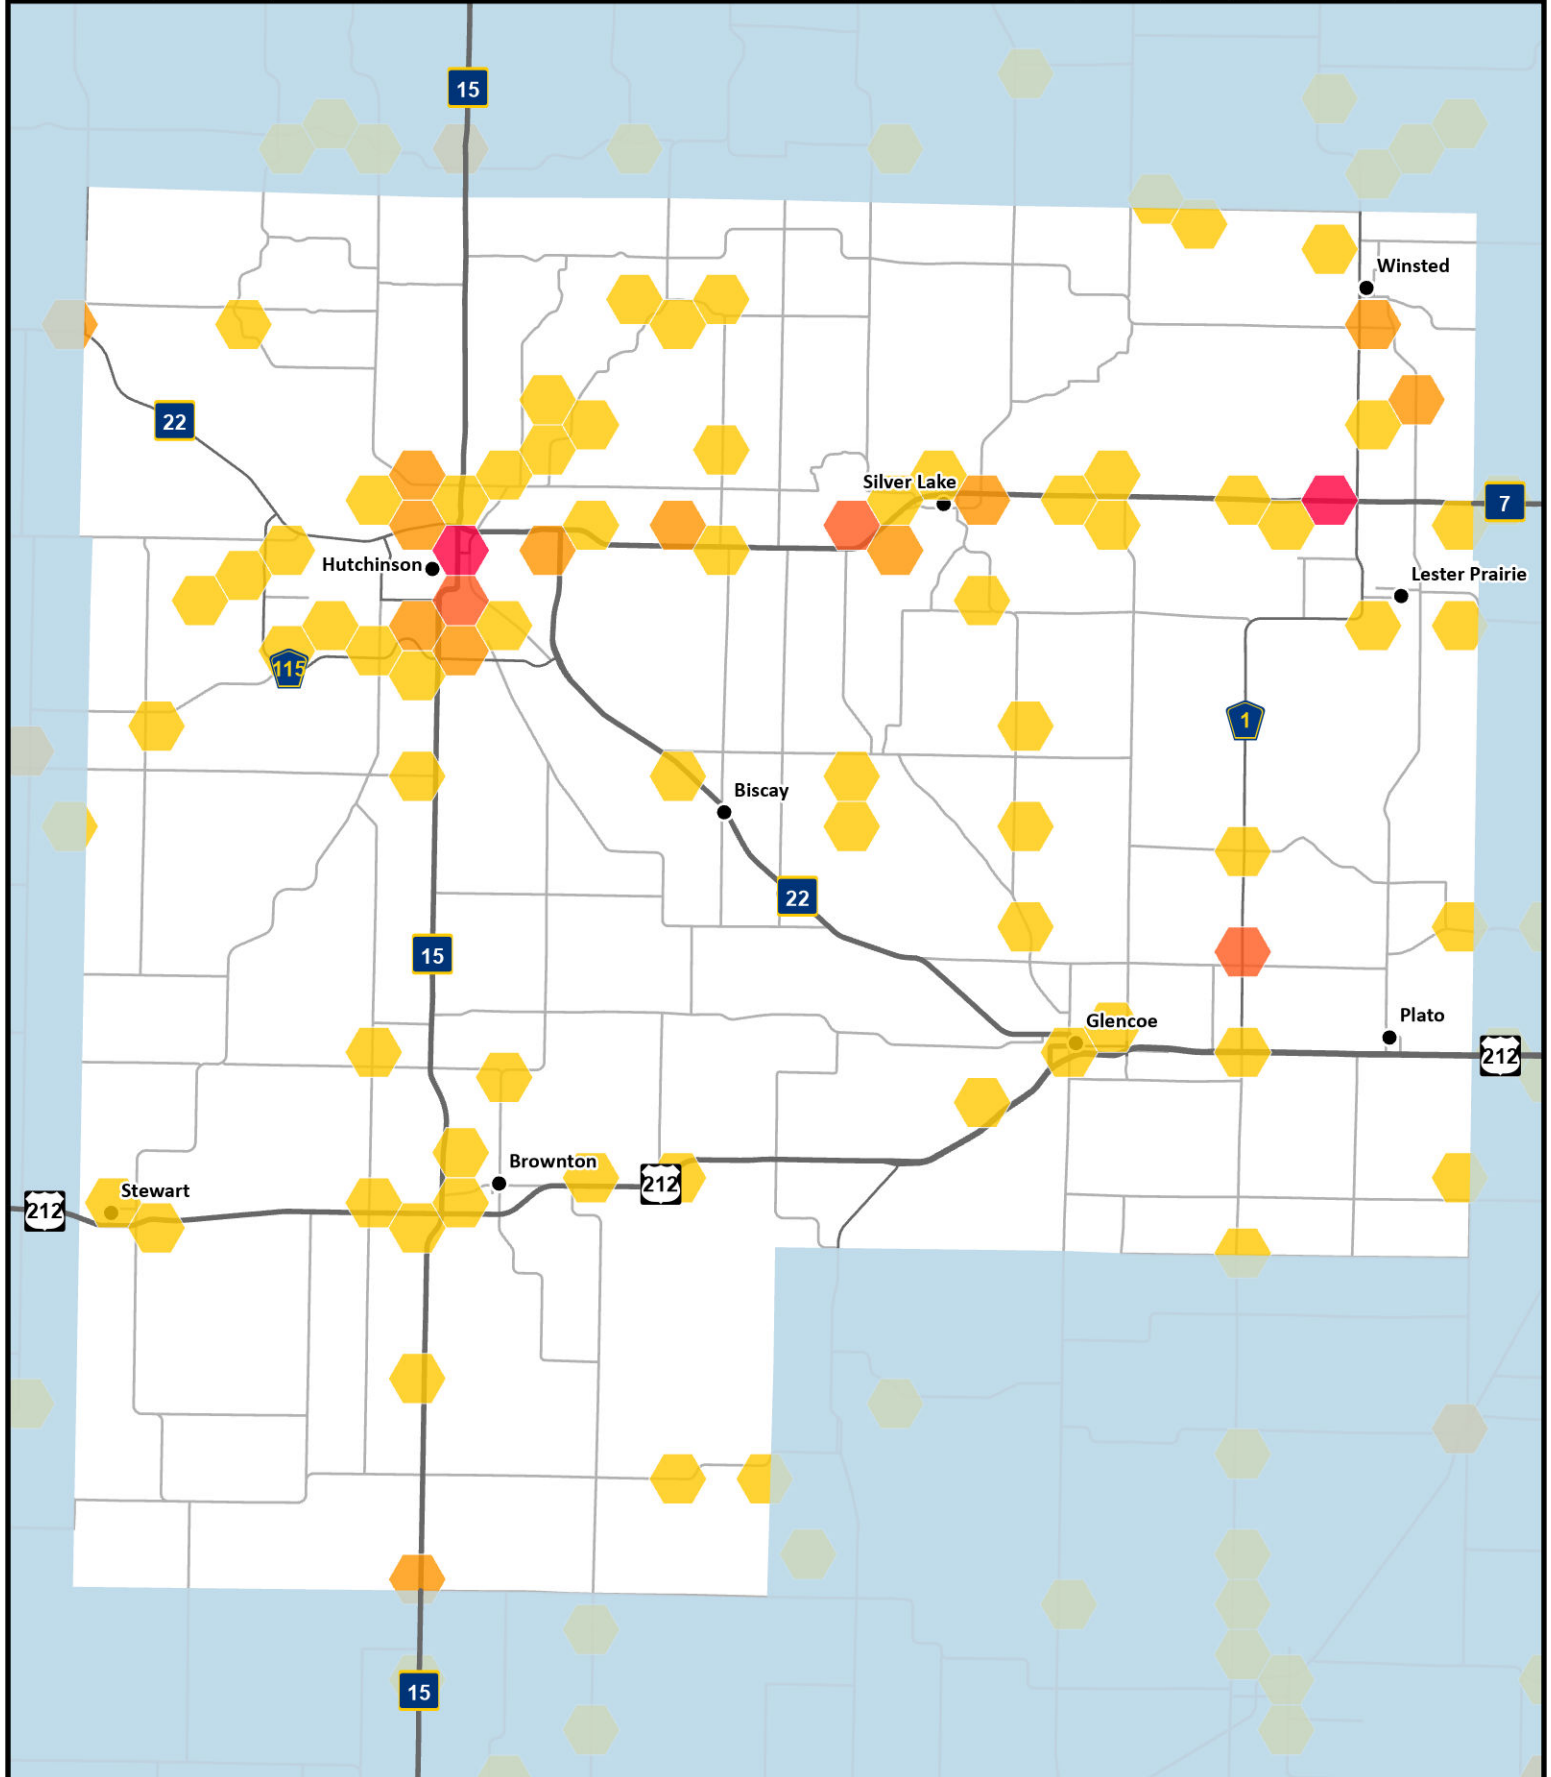 15
Winsted
22
Silver Lake
7
Hutchinson
Lester Prairie
115
1
Biscay
22
15
Plato
Glencoe
212
Brownton
212
Stewart
212
15